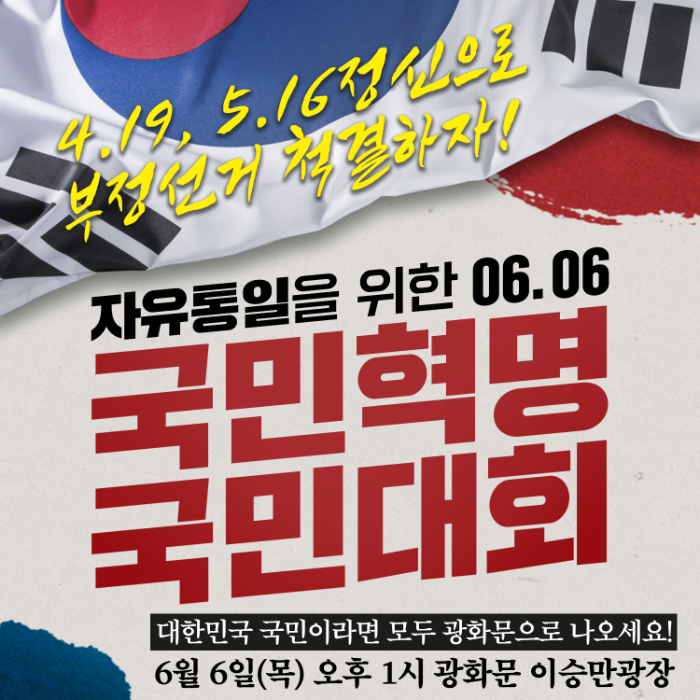 4.19, 5.16정신으로
부정선거 척결하자!
자유통일을 위한 06.06
국민혁명
국민대회
대한민국 국민이라면 모두 광화문으로 나오세요!
6월 6일(목) 오후 1시 광화문 이승만광장